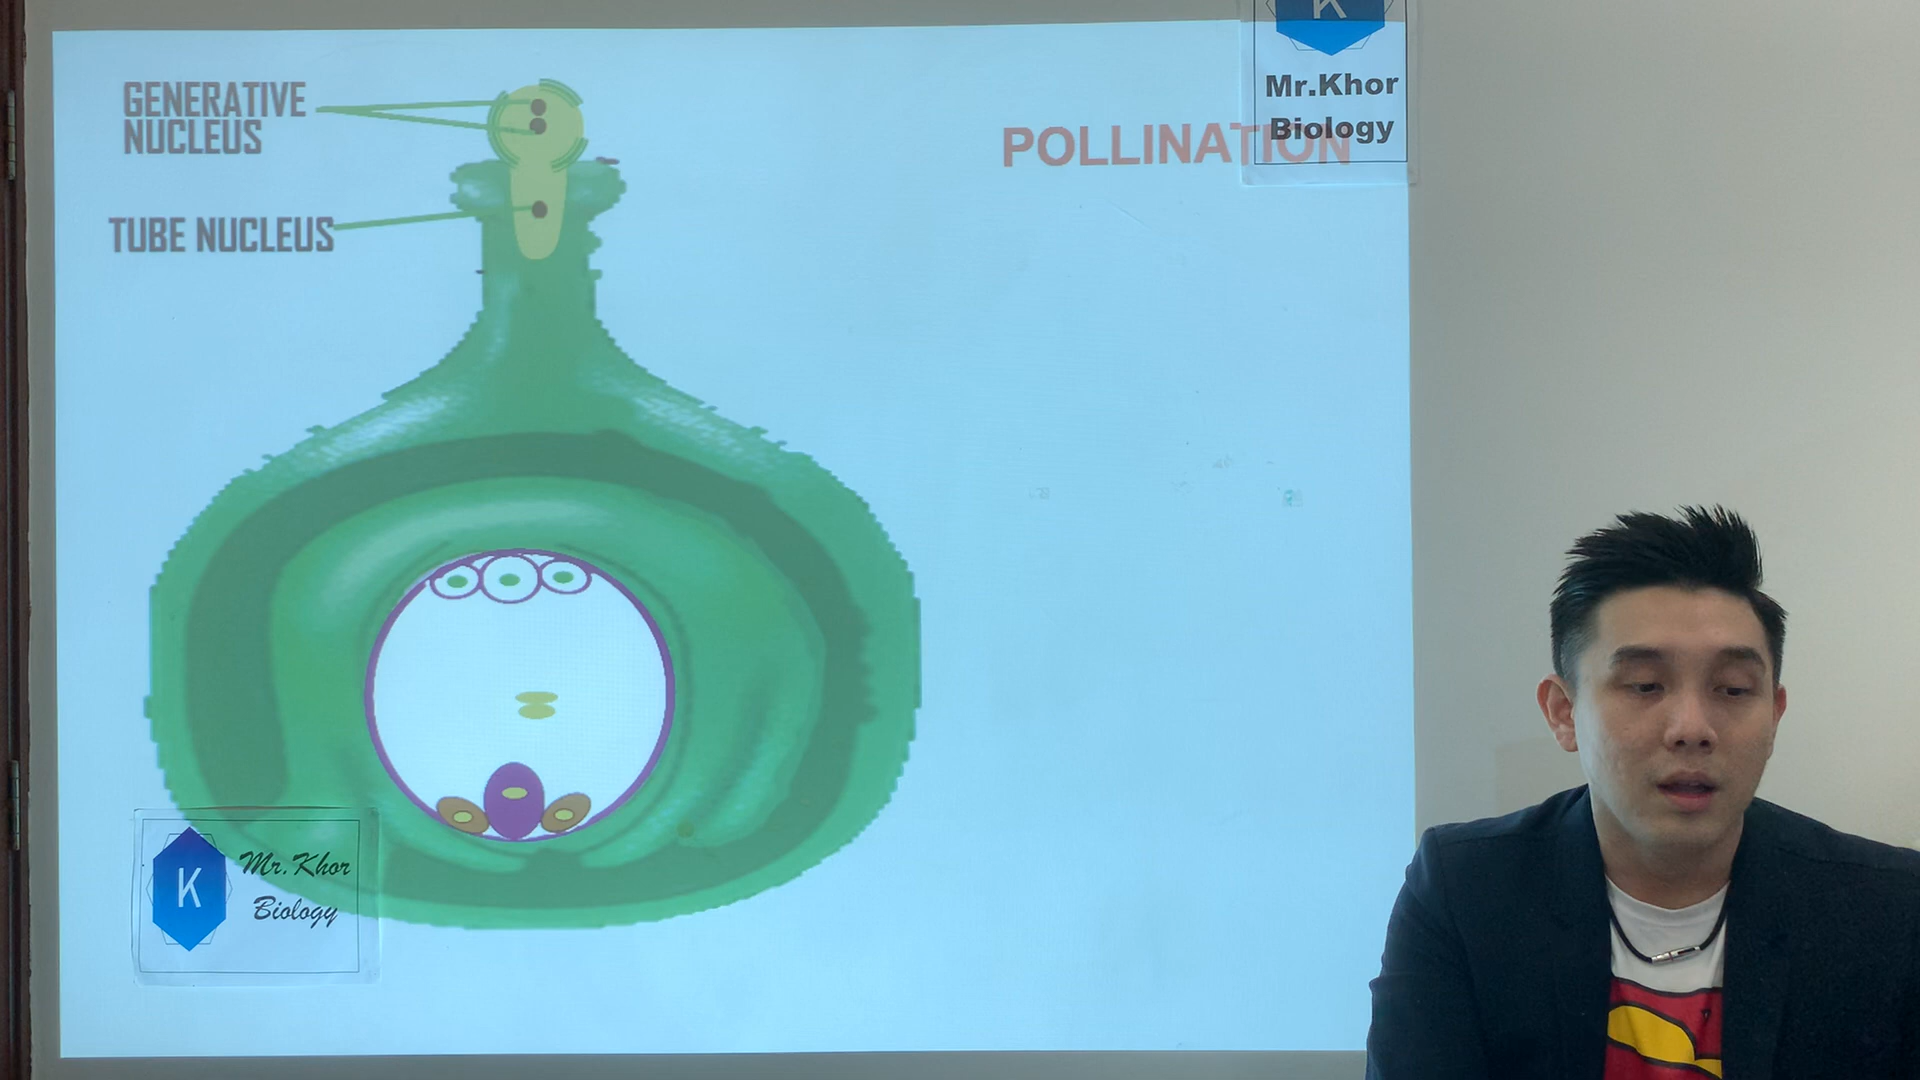 GENERATIVE
NUCLEUS
TUBE NUCLEUS
POLLINATION
K
Mr.Khor
Biology
K
Mr.Khor
Biology